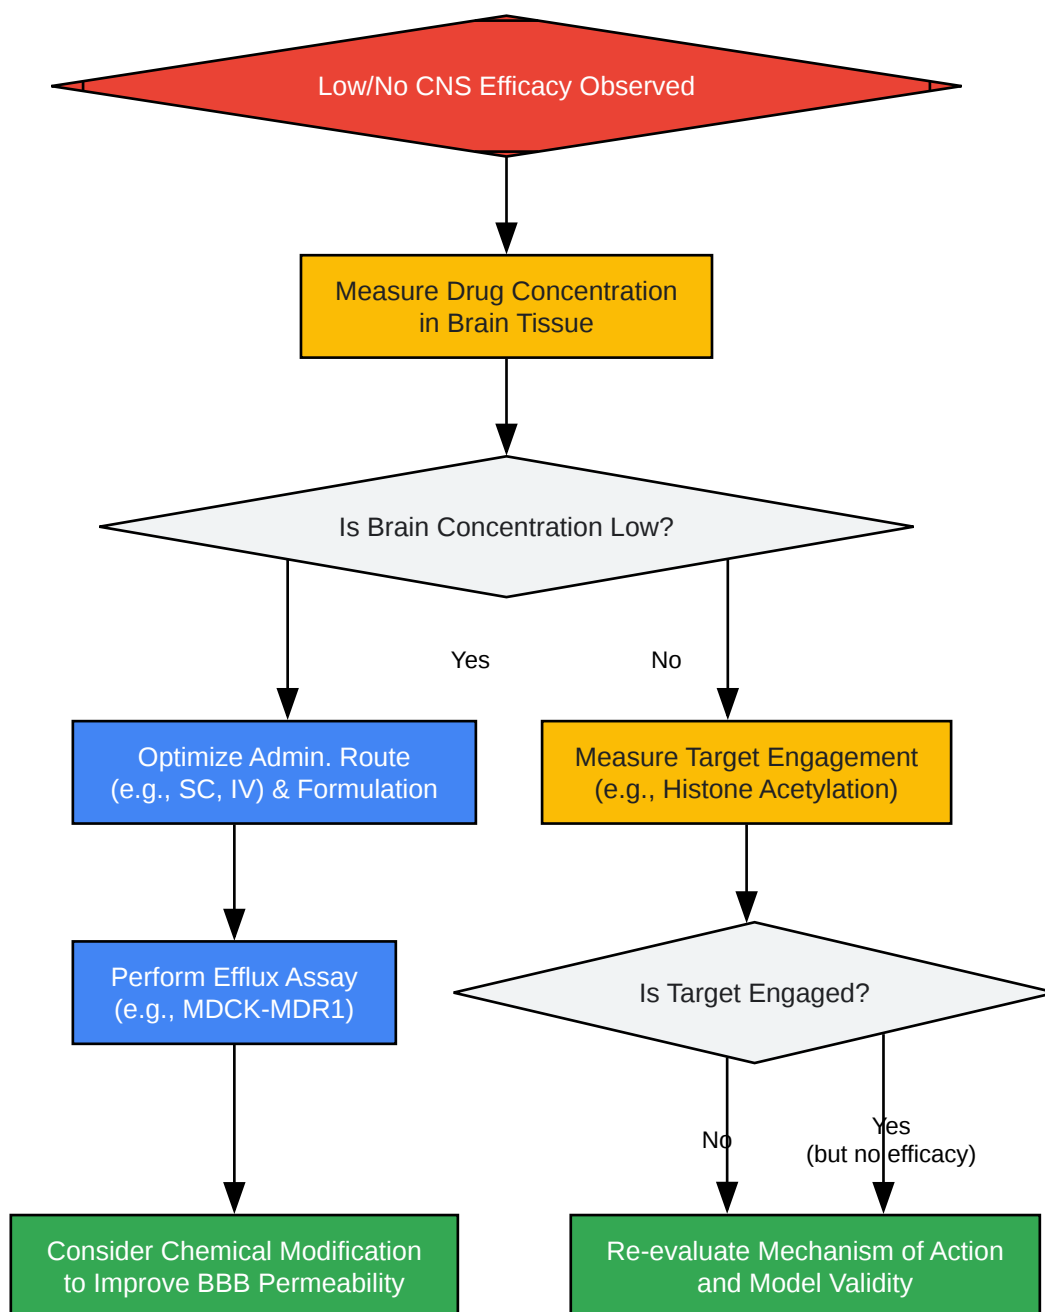 Low/No CNS Efficacy Observed
Measure Drug Concentration
in Brain Tissue
Is Brain Concentration Low?
Yes
No
Optimize Admin. Route
(e.g., SC, IV) & Formulation
Measure Target Engagement
(e.g., Histone Acetylation)
Perform Efflux Assay
(e.g., MDCK-MDR1)
Is Target Engaged?
No
Yes
(but no efficacy)
Consider Chemical Modification
to Improve BBB Permeability
Re-evaluate Mechanism of Action
and Model Validity